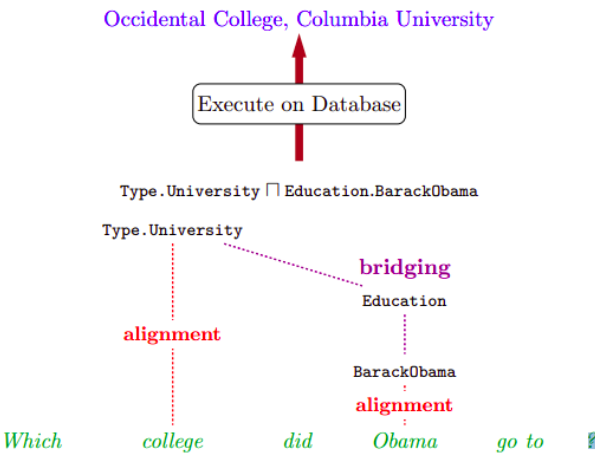 Occidental College, Columbia University
Execute on Database
Type.University ⊓ Education.BarackObama
Type.University
bridging
Education
alignment
BarackObama
alignment
Which college did Obama go to ?